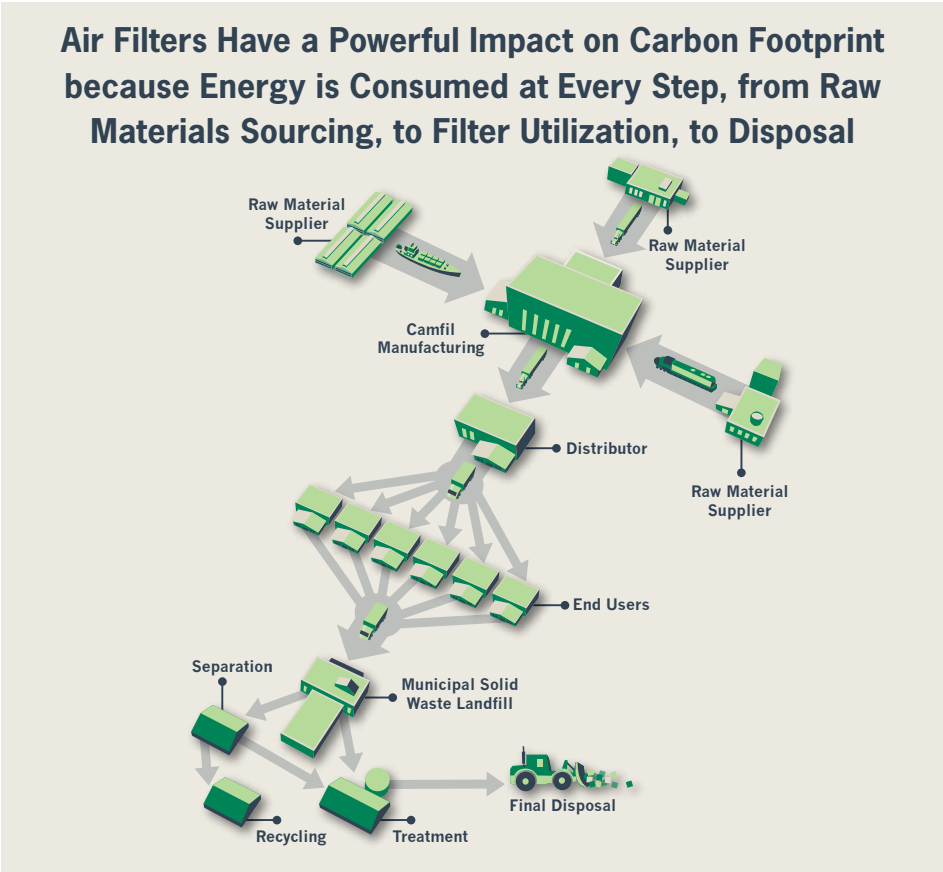 Air Filters Have a Powerful Impact on Carbon Footprint
because Energy is Consumed at Every Step, from Raw
Materials Sourcing, to Filter Utilization, to Disposal
Raw Material
Supplier
Raw Material
Supplier
Camfil
Manufacturing
Distributor
Raw Material
Supplier
End Users
Separation
Municipal Solid
Waste Landfill
Final Disposal
Recycling
Treatment